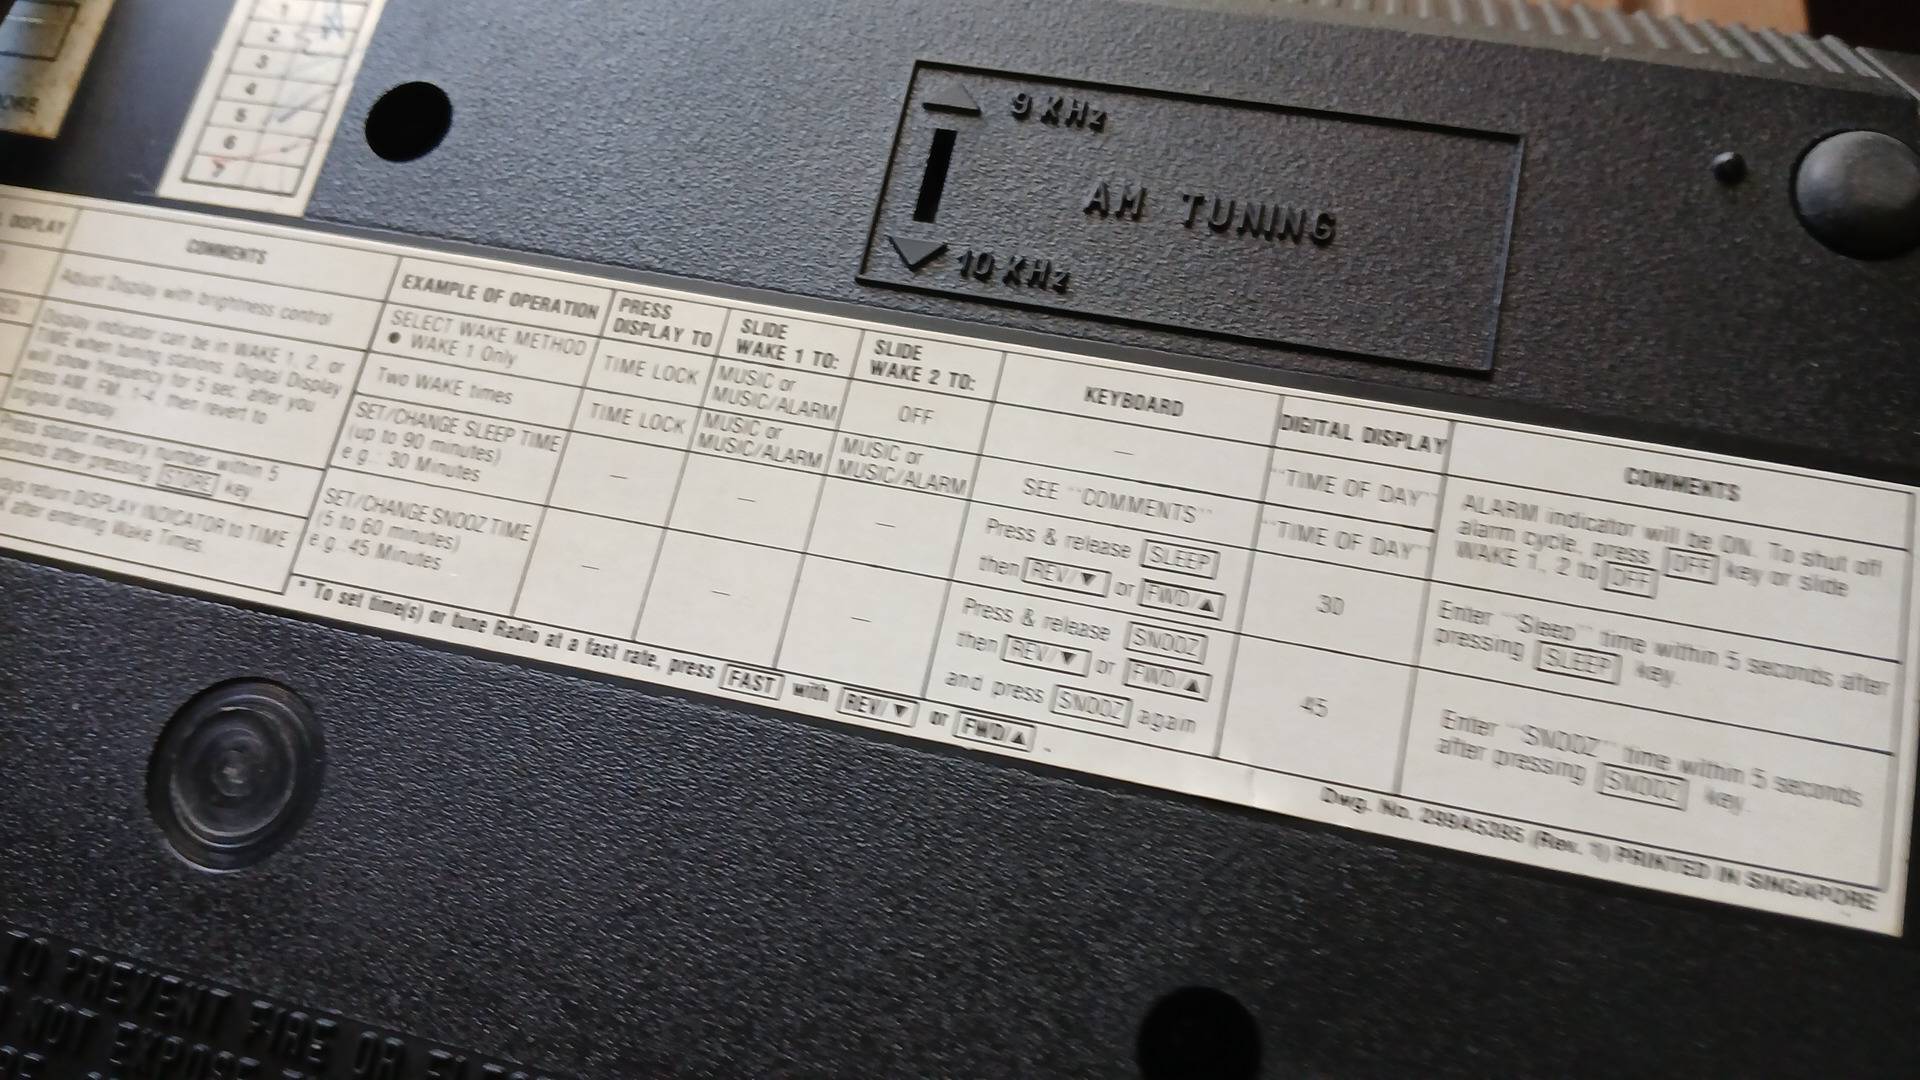 1
2
3
4
5
6
7
9 KHz
AM TUNING
10 KHz
DISPLAY
COMMENTS
Adjust Display with brightness control
Display indicator can be in WAKE 1, 2, or
TIME when tuning stations. Digital Display
will show frequency for 5 sec. after you
press AM, FM, 1-4, then revert to
original display.
Press station memory number within 5
seconds after pressing STORE key
return DISPLAY INDICATOR to TIME
after entering Wake Times.
EXAMPLE OF OPERATION
PRESS
DISPLAY TO
SLIDE
WAKE 1 TO:
SLIDE
WAKE 2 TO:
KEYBOARD
DIGITAL DISPLAY
COMMENTS
SELECT WAKE METHOD
● WAKE 1 Only
TIME LOCK
MUSIC or
MUSIC/ALARM
OFF
—
"TIME OF DAY"
ALARM indicator will be ON. To shut off
alarm cycle, press OFF key or slide
WAKE 1, 2 to OFF
Two WAKE times
TIME LOCK
MUSIC or
MUSIC/ALARM
MUSIC or
MUSIC/ALARM
SEE "COMMENTS"
"TIME OF DAY"
SET/CHANGE SLEEP TIME
(up to 90 minutes)
e.g.: 30 Minutes
—
—
—
Press & release SLEEP
then REV/▼ or FWD/▲
30
Enter "Sleep" time within 5 seconds after
pressing SLEEP key.
SET/CHANGE SNOOZ TIME
(5 to 60 minutes)
e.g.: 45 Minutes
—
—
—
Press & release SNOOZ
then REV/▼ or FWD/▲
and press SNOOZ again
45
Enter "SNOOZ" time within 5 seconds
after pressing SNOOZ key.
* To set time(s) or tune Radio at a fast rate, press FAST with REV/▼ or FWD/▲.
Dwg. No. 299A5395 (Rev. 1) PRINTED IN SINGAPORE
TO PREVENT FIRE OR
NOT EXPOSE